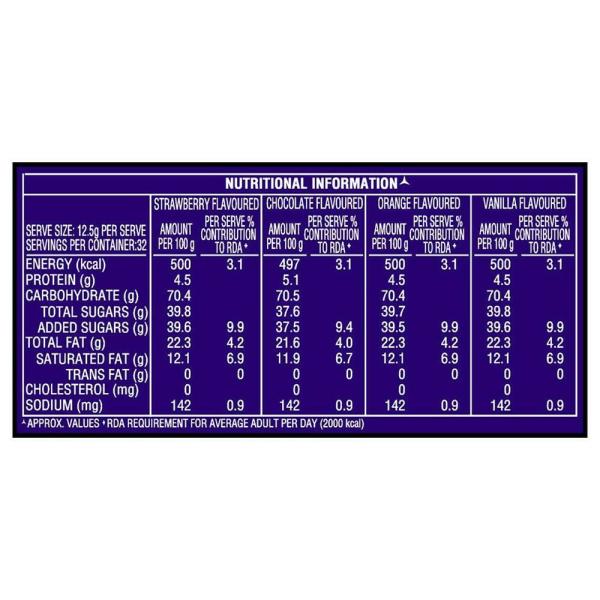 NUTRITIONAL INFORMATION⅄
STRAWBERRY FLAVOURED CHOCOLATE FLAVOURED ORANGE FLAVOURED VANILLA FLAVOURED
SERVE SIZE: 12.5g PER SERVE
SERVINGS PER CONTAINER:32
AMOUNT PER 100 g PER SERVE % CONTRIBUTION TO RDA♦ AMOUNT PER 100 g PER SERVE % CONTRIBUTION TO RDA♦ AMOUNT PER 100 g PER SERVE % CONTRIBUTION TO RDA♦ AMOUNT PER 100 g PER SERVE % CONTRIBUTION TO RDA♦
ENERGY (kcal) 500 3.1 497 3.1 500 3.1 500 3.1
PROTEIN (g) 4.5 5.1 4.5 4.5
CARBOHYDRATE (g) 70.4 70.5 70.4 70.4
TOTAL SUGARS (g) 39.8 37.6 39.7 39.8
ADDED SUGARS (g) 39.6 9.9 37.5 9.4 39.5 9.9 39.6 9.9
TOTAL FAT (g) 22.3 4.2 21.6 4.0 22.3 4.2 22.3 4.2
SATURATED FAT (g) 12.1 6.9 11.9 6.7 12.1 6.9 12.1 6.9
TRANS FAT (g) 0 0 0 0 0 0 0 0
CHOLESTEROL (mg) 0 0 0 0
SODIUM (mg) 142 0.9 142 0.9 142 0.9 142 0.9
⅄ APPROX. VALUES ♦RDA REQUIREMENT FOR AVERAGE ADULT PER DAY (2000 kcal)